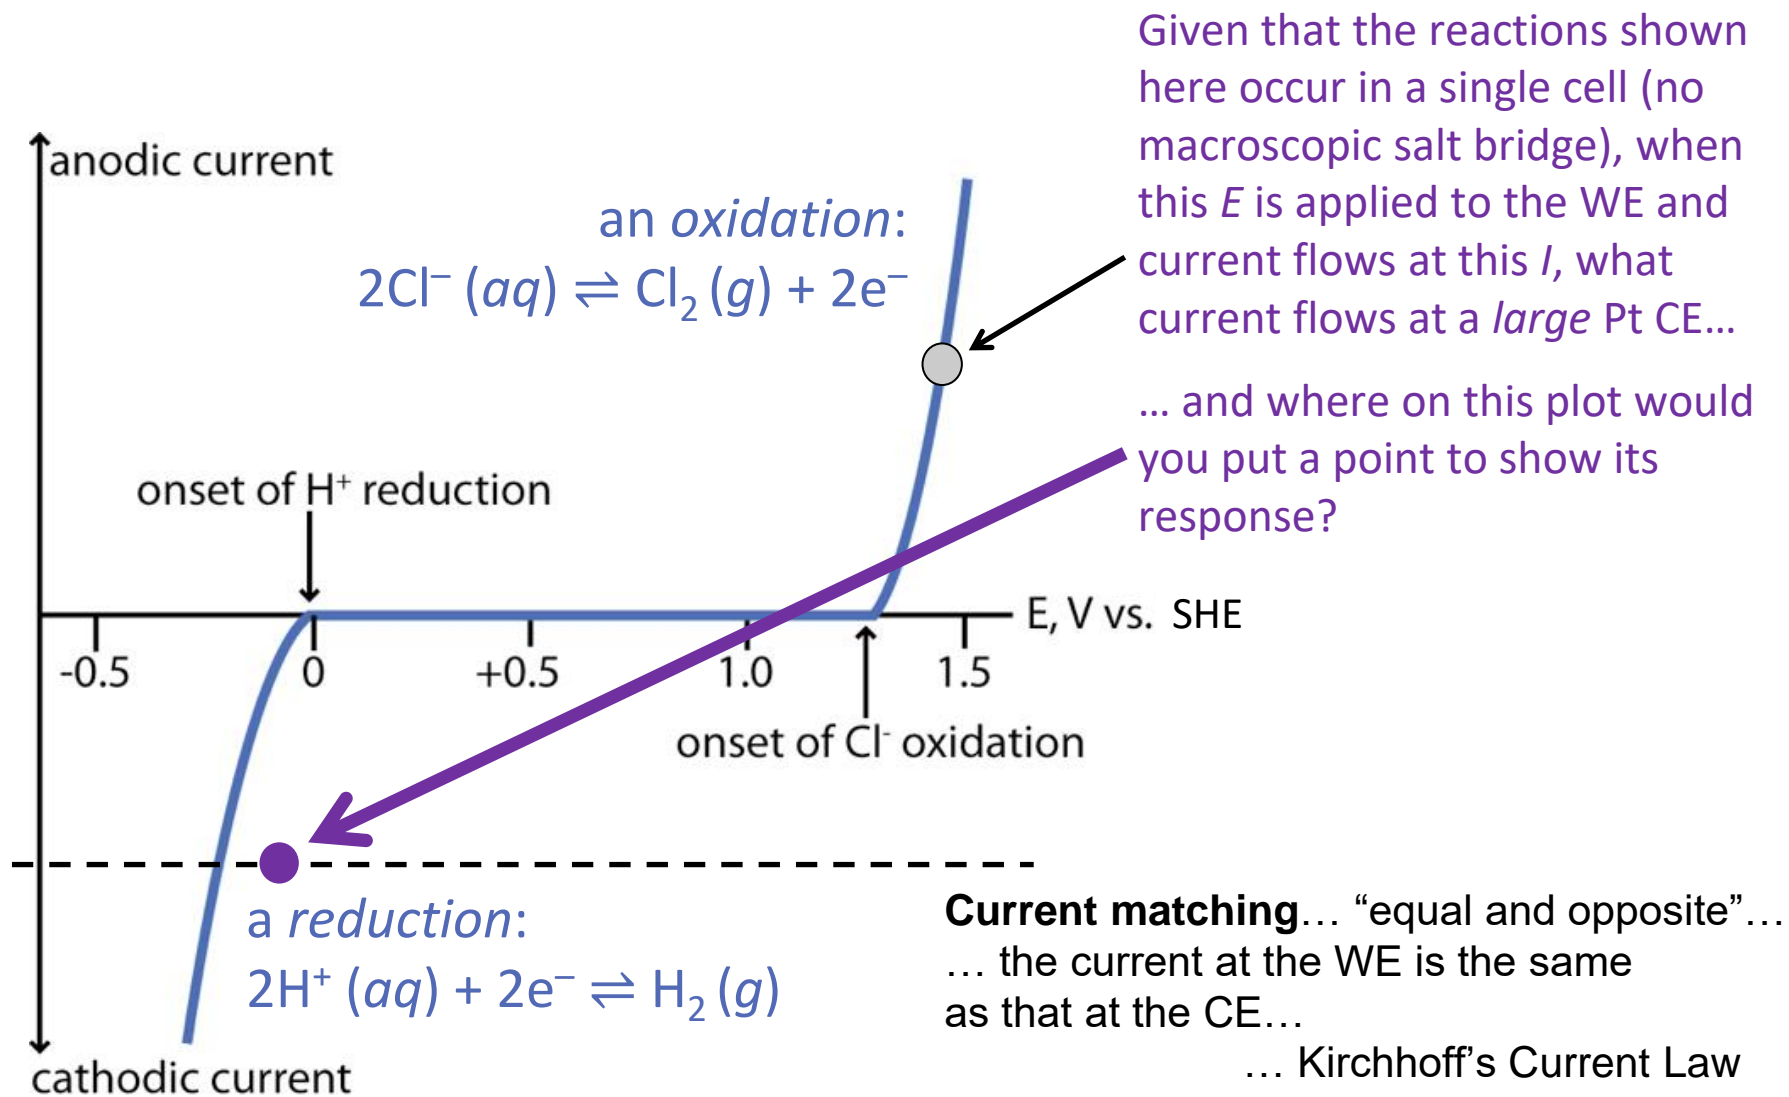 Given that the reactions shown
here occur in a single cell (no
macroscopic salt bridge), when
this E is applied to the WE and
current flows at this I, what
current flows at a large Pt CE…
… and where on this plot would
you put a point to show its
response?
anodic current
an oxidation:
2Cl⁻ (aq) ⇌ Cl₂ (g) + 2e⁻
onset of H⁺ reduction
E, V vs. SHE
-0.5
0
+0.5
1.0
1.5
onset of Cl⁻ oxidation
a reduction:
2H⁺ (aq) + 2e⁻ ⇌ H₂ (g)
cathodic current
Current matching… “equal and opposite”…
… the current at the WE is the same
as that at the CE…
… Kirchhoff’s Current Law